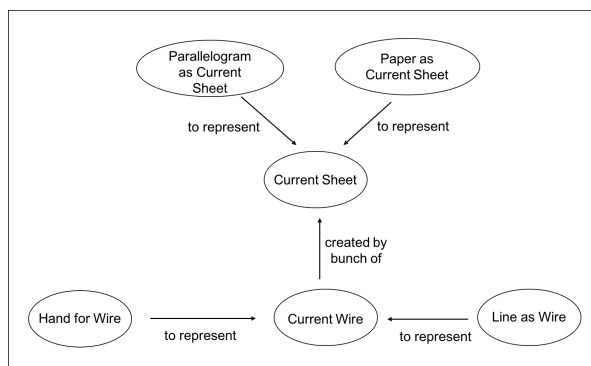 Parallelogram
as Current
Sheet
Paper as
Current Sheet
to represent
to represent
Current Sheet
created by
bunch of
Hand for Wire
Current Wire
Line as Wire
to represent
to represent